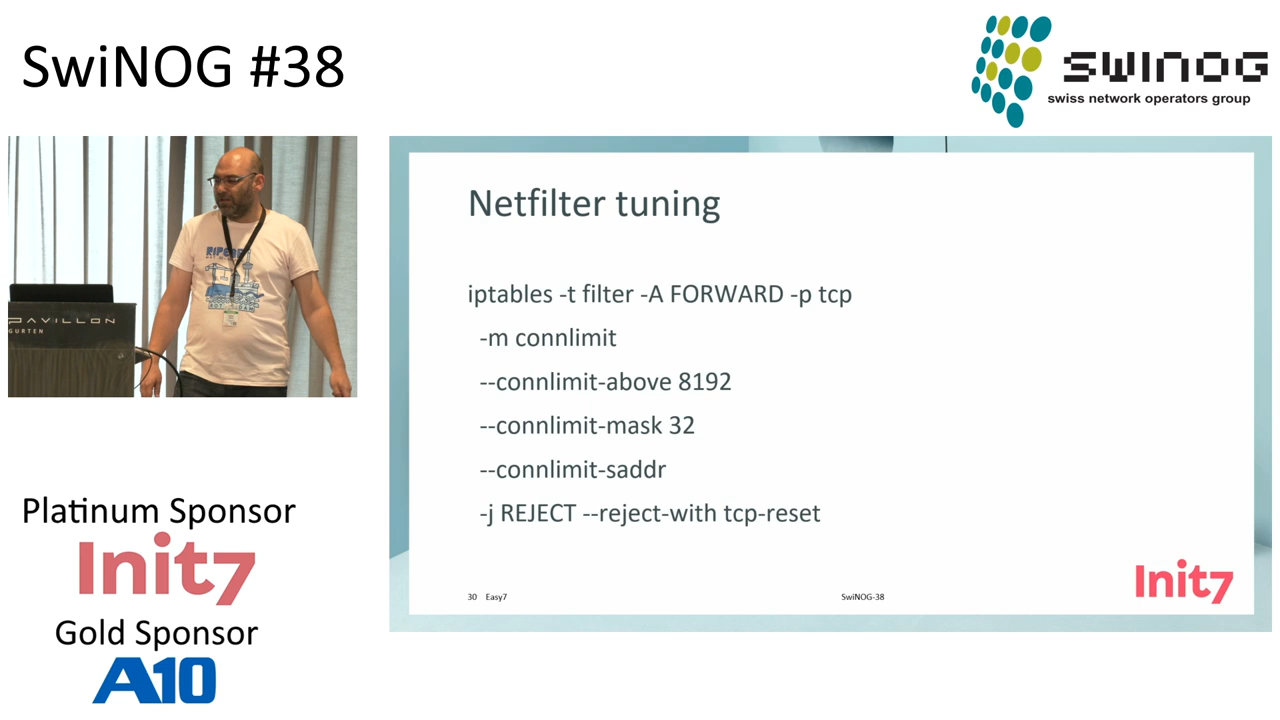 SwiNOG #38
SWINOG
swiss network operators group
PAVILLON
GURTEN
Netfilter tuning
iptables -t filter -A FORWARD -p tcp
-m connlimit
--connlimit-above 8192
--connlimit-mask 32
--connlimit-saddr
-j REJECT --reject-with tcp-reset
Init7
30 Easy7
SwiNOG-38
Platinum Sponsor
Init7
Gold Sponsor
A10